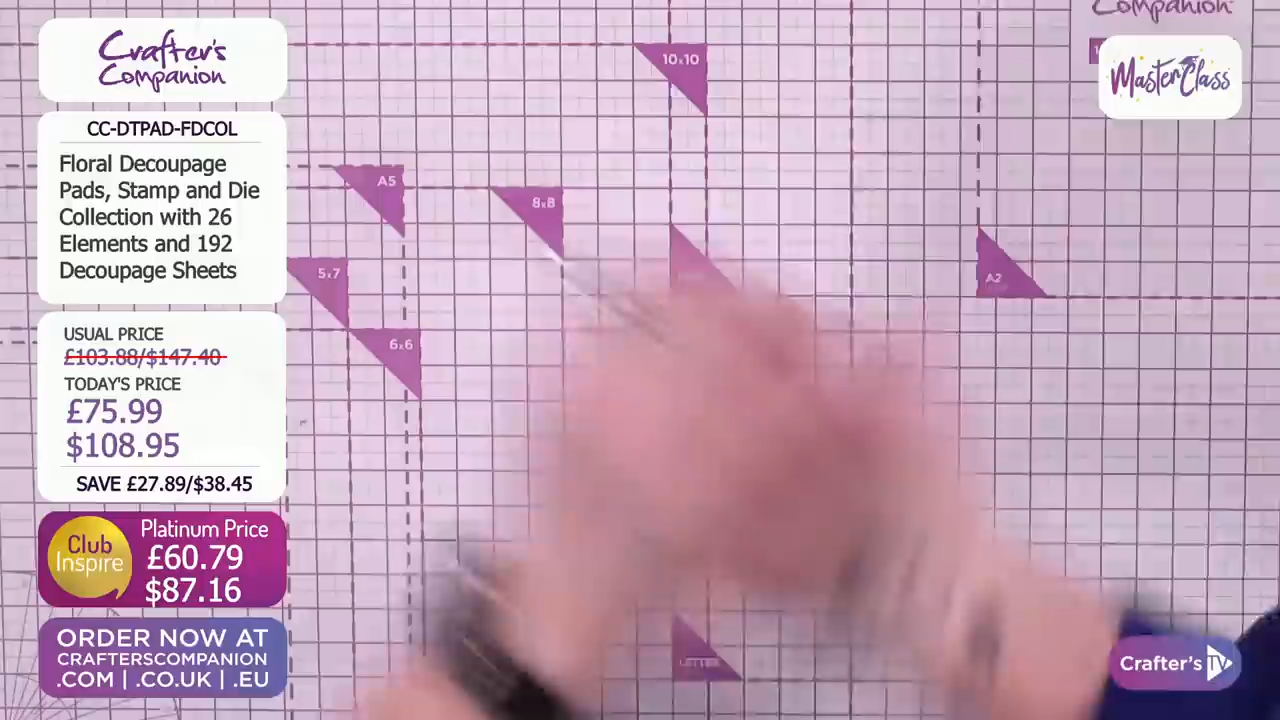 Crafter's
Companion
CC-DTPAD-FDCOL
Floral Decoupage
Pads, Stamp and Die
Collection with 26
Elements and 192
Decoupage Sheets
USUAL PRICE
£103.88/$147.40
TODAY'S PRICE
£75.99
$108.95
SAVE £27.89/$38.45
Club
Inspire
Platinum Price
£60.79
$87.16
ORDER NOW AT
CRAFTERSCOMPANION
.COM | .CO.UK | .EU
10x10
A5
8x8
5x7
6x6
A2
LETTER
Companion
MasterClass
Crafter's TV